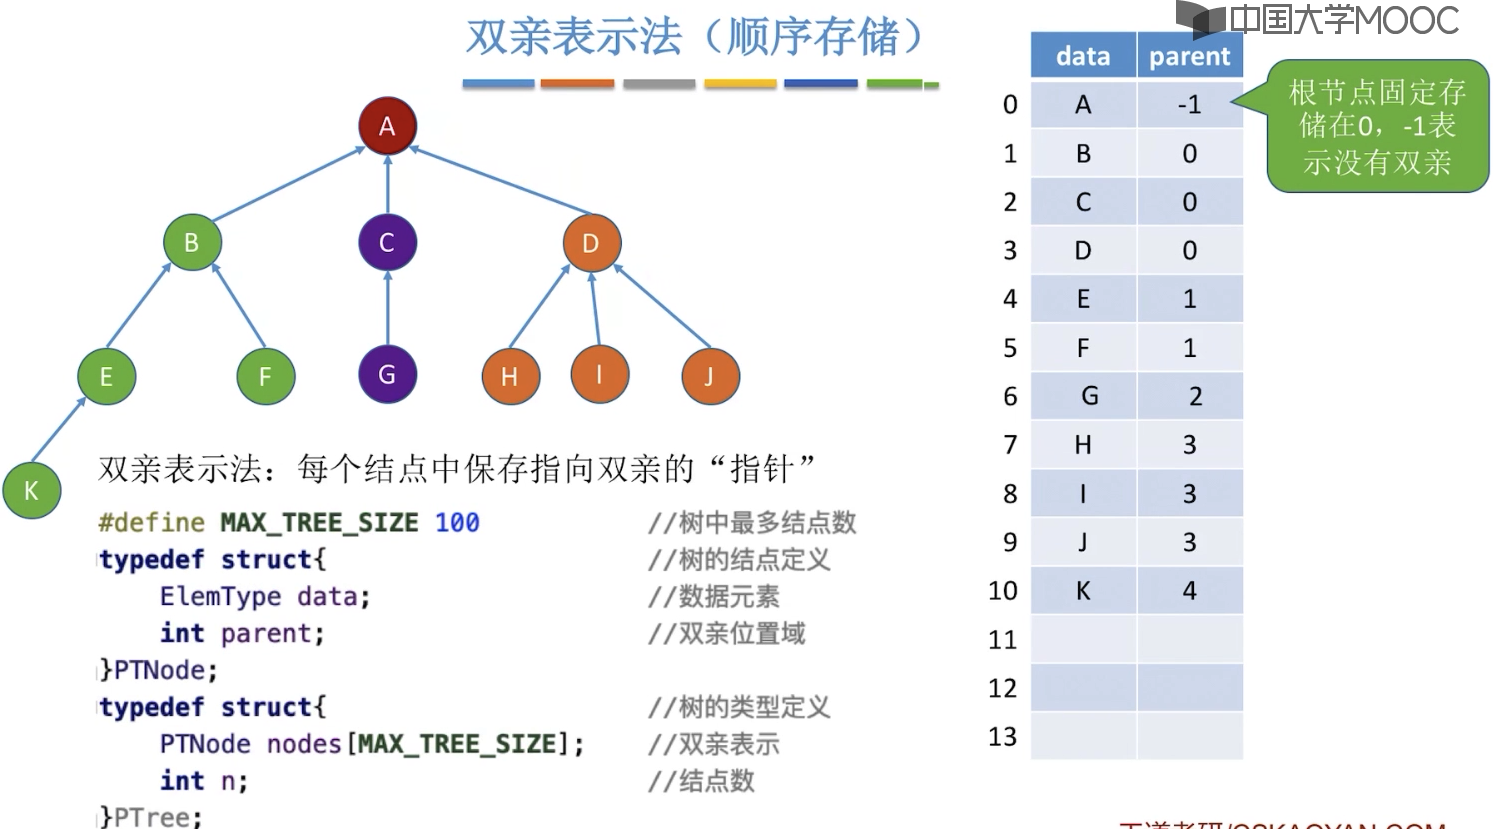 中国大学MOOC
双亲表示法（顺序存储）
A
B C D
E F G H I J
K
双亲表示法：每个结点中保存指向双亲的“指针”
#define MAX_TREE_SIZE 100 //树中最多结点数
typedef struct{ //树的结点定义
ElemType data; //数据元素
int parent; //双亲位置域
}PTNode;
typedef struct{ //树的类型定义
PTNode nodes[MAX_TREE_SIZE]; //双亲表示
int n; //结点数
}PTree;
data parent
0 A -1
1 B 0
2 C 0
3 D 0
4 E 1
5 F 1
6 G 2
7 H 3
8 I 3
9 J 3
10 K 4
11
12
13
根节点固定存
储在0，-1表
示没有双亲